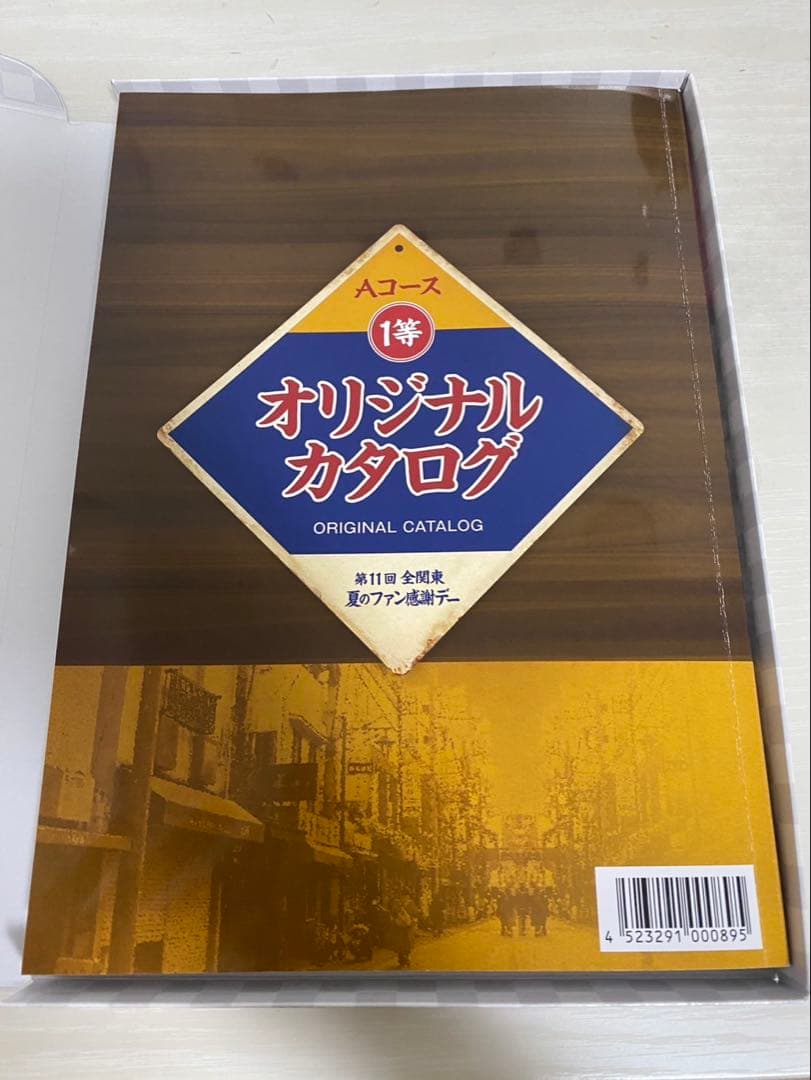 Aコース
1等
オリジナル
カタログ
ORIGINAL CATALOG
第11回 全関東
夏のファン感謝デー
4 523291 000895